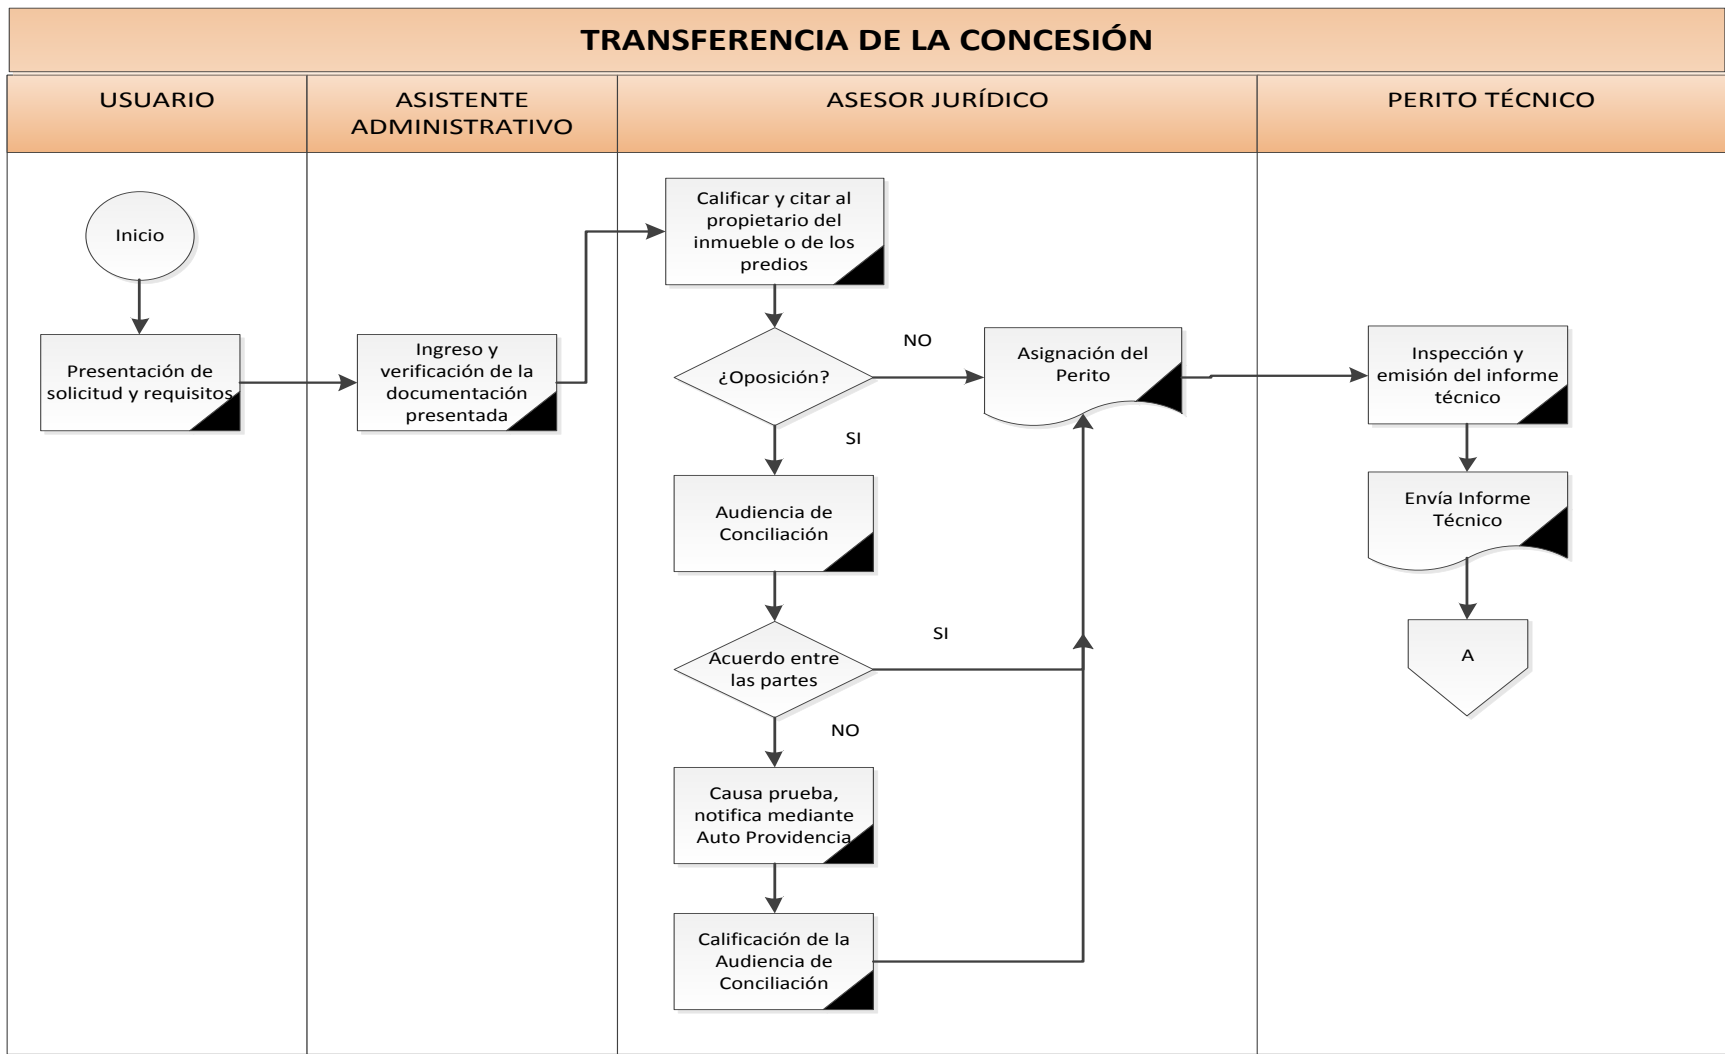 TRANSFERENCIA DE LA CONCESIÓN
USUARIO
ASISTENTE
ADMINISTRATIVO
ASESOR JURÍDICO
PERITO TÉCNICO
Inicio
Presentación de
solicitud y requisitos
Ingreso y
verificación de la
documentación
presentada
Calificar y citar al
propietario del
inmueble o de los
predios
¿Oposición?
NO
SI
Asignación del
Perito
Audiencia de
Conciliación
Acuerdo entre
las partes
SI
NO
Causa prueba,
notifica mediante
Auto Providencia
Calificación de la
Audiencia de
Conciliación
Inspección y
emisión del informe
técnico
Envía Informe
Técnico
A